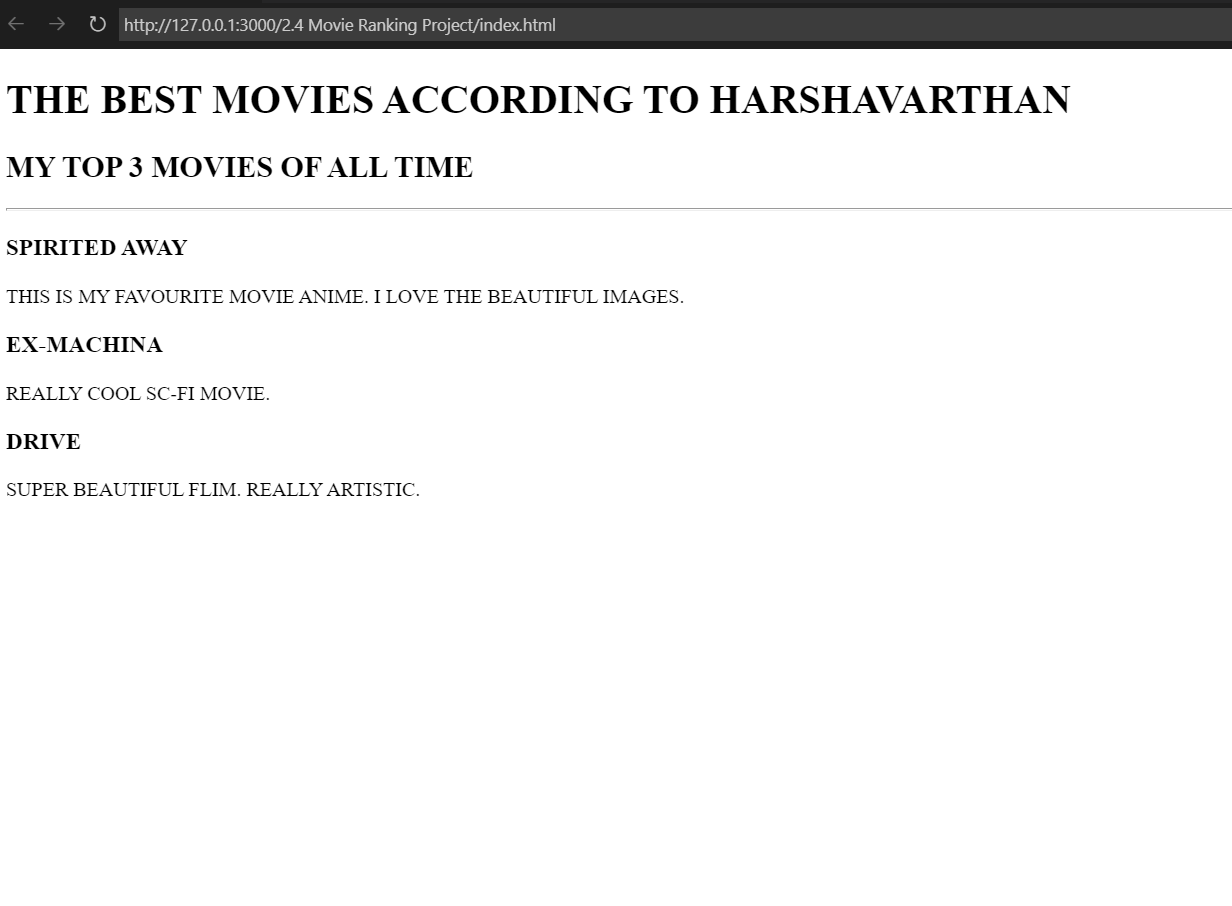 http://127.0.0.1:3000/2.4 Movie Ranking Project/index.html
THE BEST MOVIES ACCORDING TO HARSHAVARTHAN
MY TOP 3 MOVIES OF ALL TIME
SPIRITED AWAY
THIS IS MY FAVOURITE MOVIE ANIME. I LOVE THE BEAUTIFUL IMAGES.
EX-MACHINA
REALLY COOL SC-FI MOVIE.
DRIVE
SUPER BEAUTIFUL FLIM. REALLY ARTISTIC.